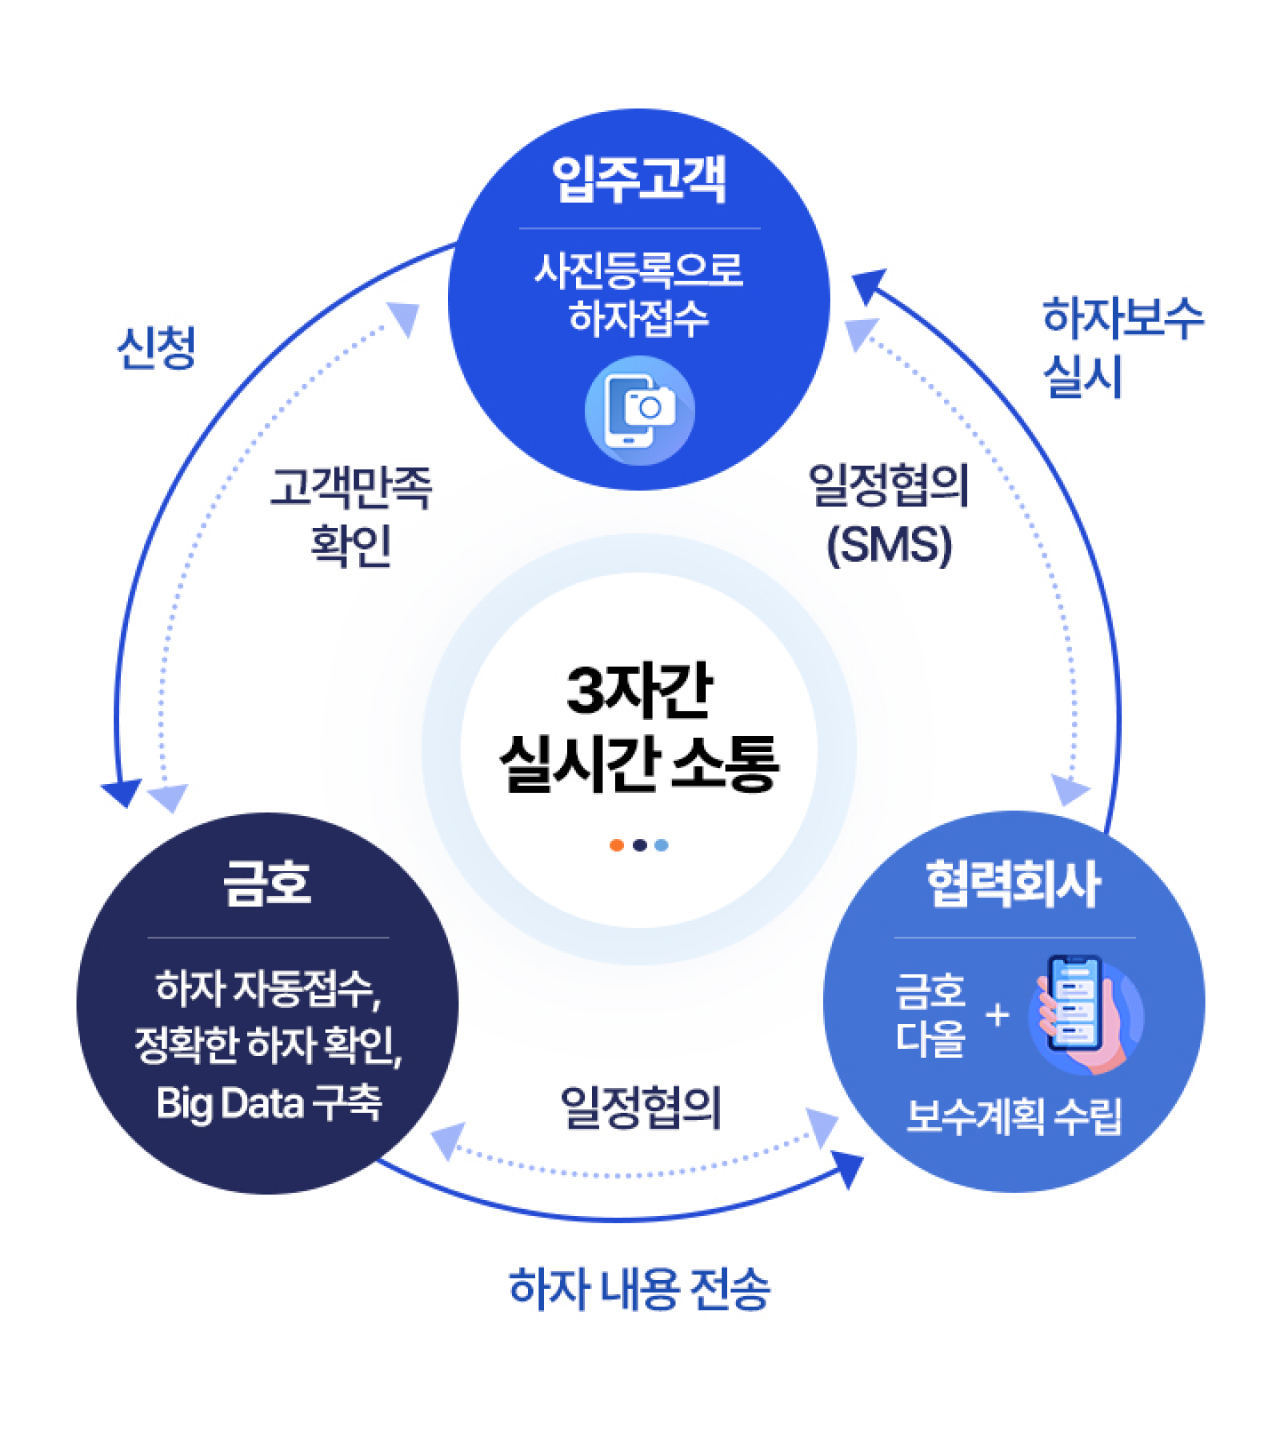 입주고객
사진등록으로
하자접수
신청
하자보수
실시
고객만족
확인
일정협의
(SMS)
3자간
실시간 소통
금호
하자 자동접수,
정확한 하자 확인,
Big Data 구축
협력회사
금호
다올
+
보수계획 수립
일정협의
하자 내용 전송